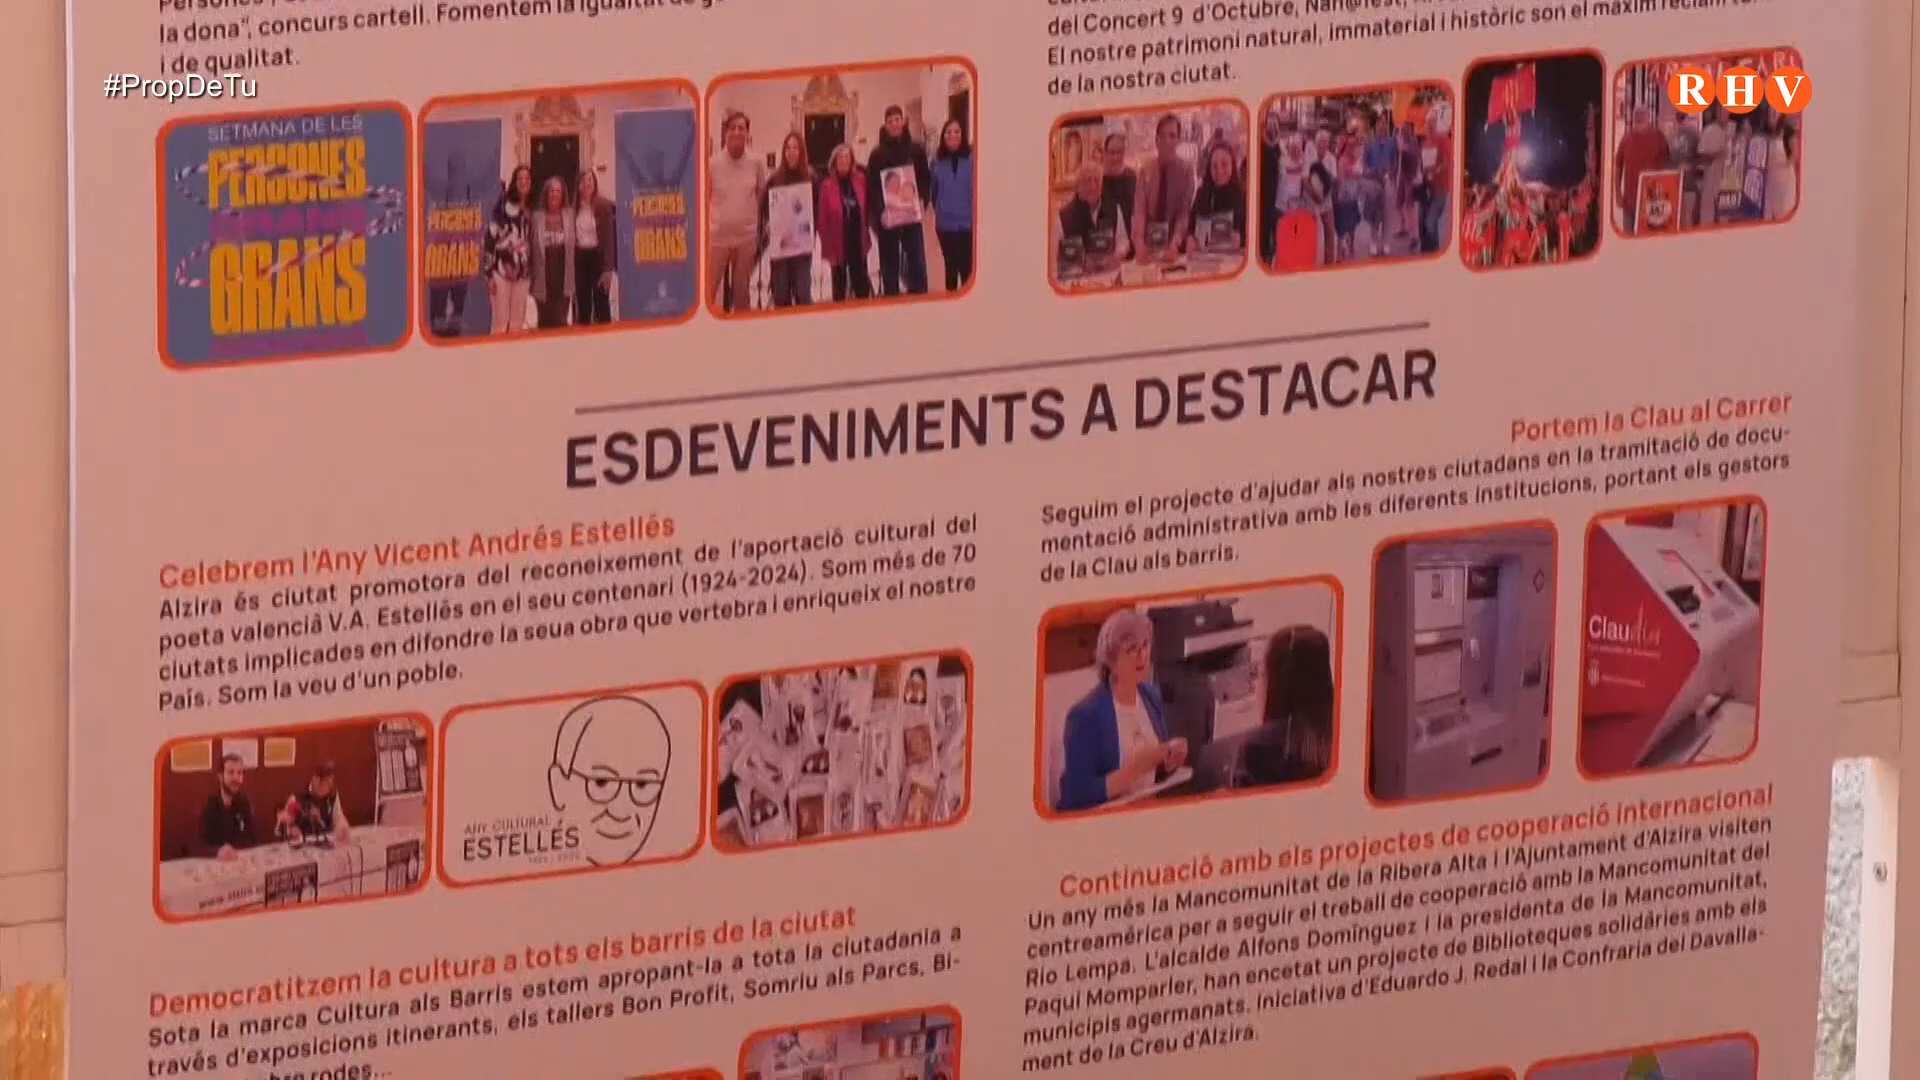 #PropDeTu
RHV
la dona", concurs cartell. Fomentem la igualtat de
i de qualitat.
del Concert 9 d'Octubre,
El nostre patrimoni natural, immaterial i històric son el màxim reclam
de la nostra ciutat.
SETMANA DE LES
PERSONES
GRANS
PERSONES
GRANS
PERSONES
GRANS
ESDEVENIMENTS A DESTACAR
Celebrem l'Any Vicent Andrés Estellés
Alzira és ciutat promotora del reconeixement de l'aportació cultural del
poeta valencià V.A. Estellés en el seu centenari (1924-2024). Som més de 70
ciutats implicades en difondre la seua obra que vertebra i enriqueix el nostre
País. Som la veu d'un poble.
ANY CULTURAL
ESTELLÉS
Democratitzem la cultura a tots els barris de la ciutat
Sota la marca Cultura als Barris estem apropant-la a tota la ciutadania a
través d'exposicions itinerants, els tallers Bon Profit, Somriu als Parcs, Bi-
rodes...
Portem la Clau al Carrer
Seguim el projecte d'ajudar als nostres ciutadans en la tramitació de docu-
mentació administrativa amb les diferents institucions, portant els gestors
de la Clau als barris.
Claudia
Continuació amb els projectes de cooperació internacional
Un any més la Mancomunitat de la Ribera Alta i l'Ajuntament d'Alzira visiten
centreamèrica per a seguir el treball de cooperació amb la Mancomunitat del
Rio Lempa. L'alcalde Alfons Domínguez i la presidenta de la Mancomunitat,
Paqui Momparler, han encetat un projecte de Biblioteques solidàries amb els
municipis agermanats. Iniciativa d'Eduardo J. Redal i la Confraria del Davalla-
ment de la Creu d'Alzira.